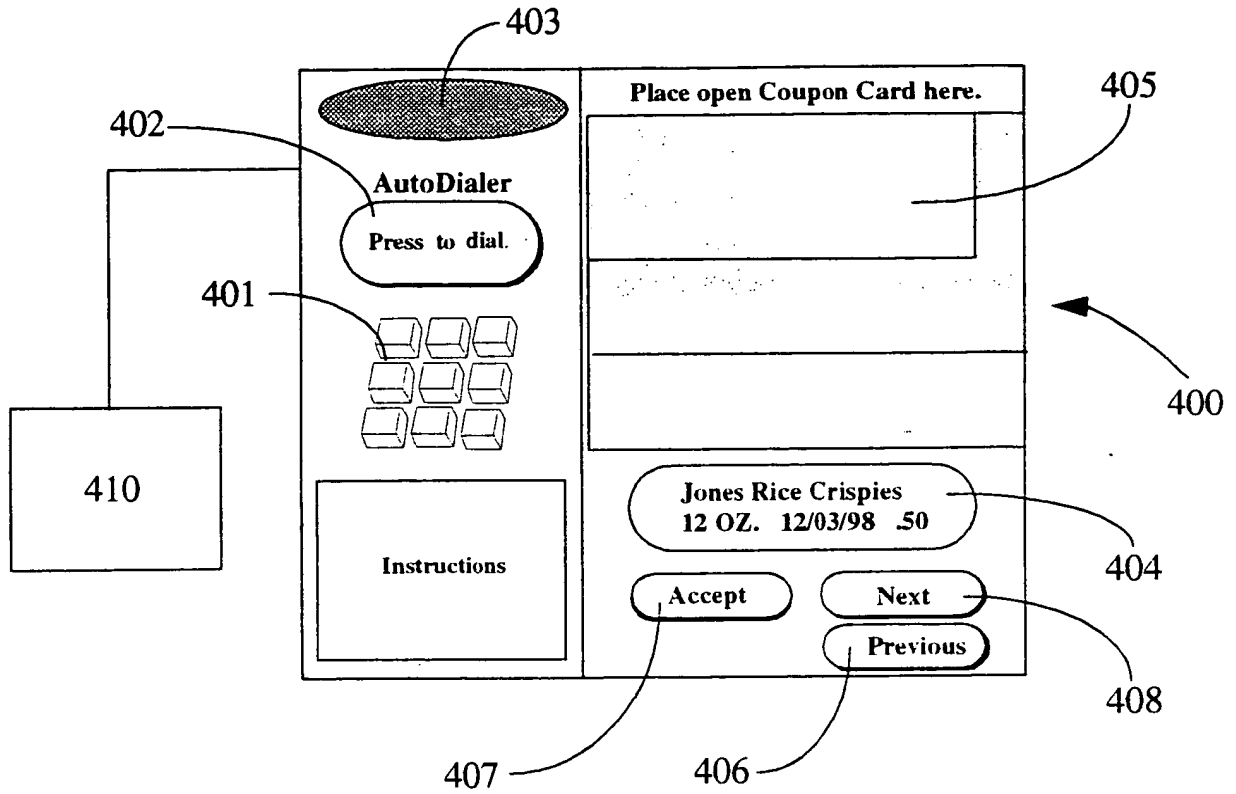 403
Place open Coupon Card here.
405
402
AutoDialer
Press to dial.
401
400
410
Jones Rice Crispies
12 OZ. 12/03/98 .50
Instructions
404
Accept
Next
Previous
408
407
406